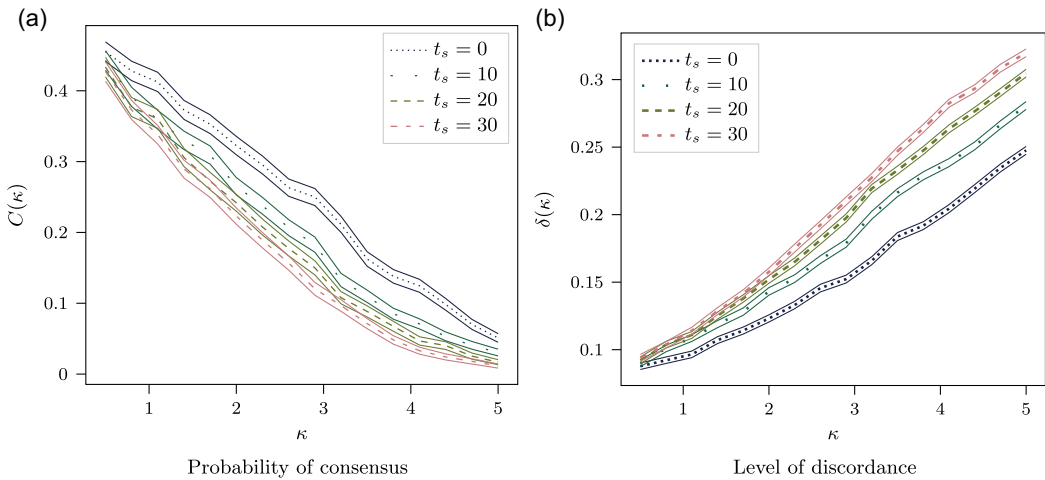 (a)
0.4
0.3
0.2
0.1
0
C(κ)
1 2 3 4 5
κ
t_s = 0
t_s = 10
t_s = 20
t_s = 30
Probability of consensus
(b)
0.3
0.25
0.2
0.15
0.1
δ(κ)
1 2 3 4 5
κ
t_s = 0
t_s = 10
t_s = 20
t_s = 30
Level of discordance